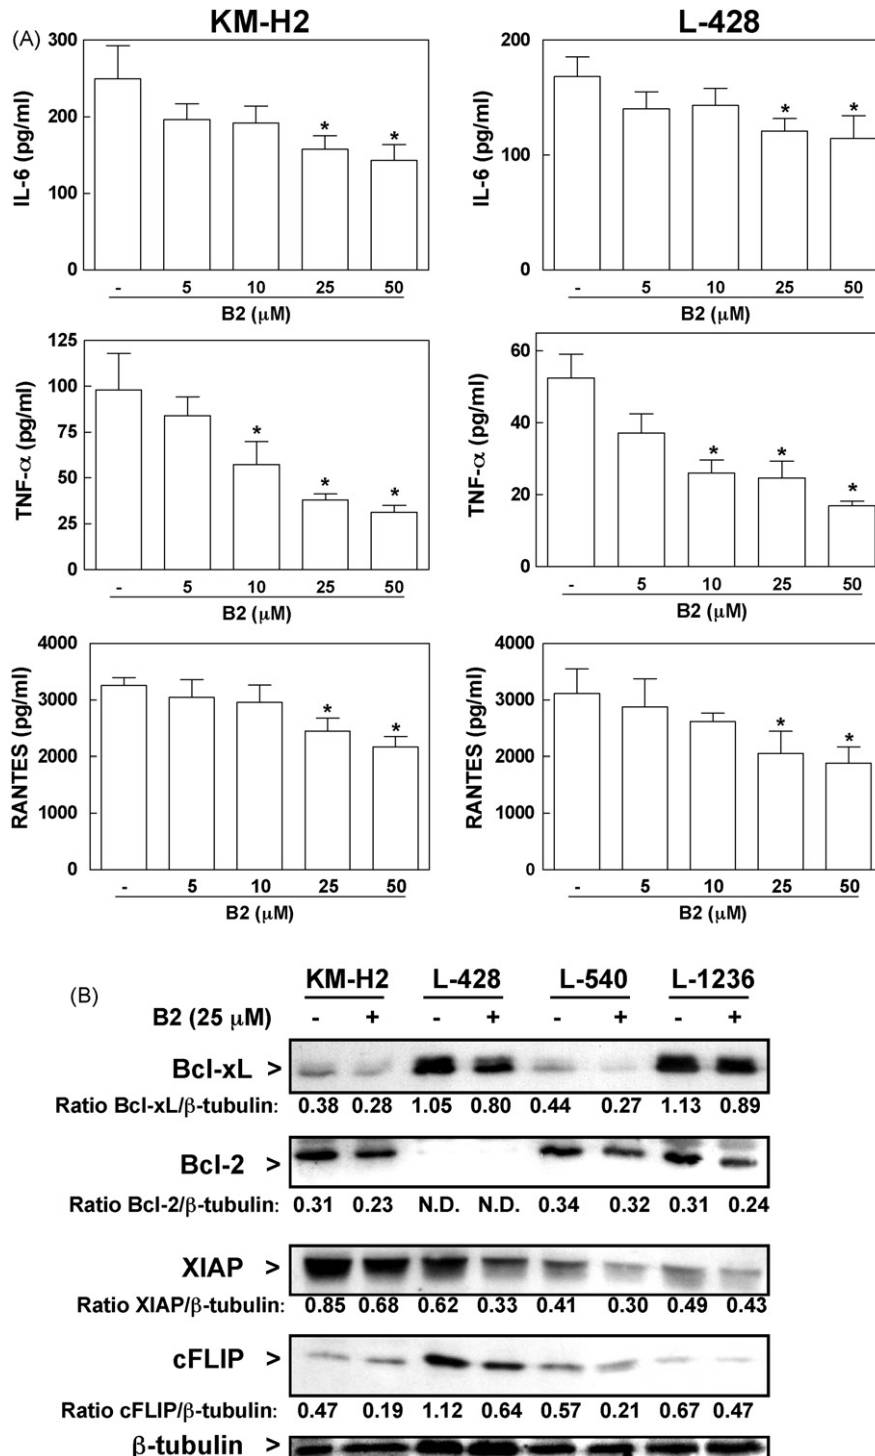 KM-H2 L-428
(A)
300
200
100
0
IL-6 (pg/ml)
* *
- 5 10 25 50
B2 (μM)
200
100
0
IL-6 (pg/ml)
* *
- 5 10 25 50
B2 (μM)
125
100
75
50
25
0
TNF-α (pg/ml)
* * *
- 5 10 25 50
B2 (μM)
60
40
20
0
TNF-α (pg/ml)
* * *
- 5 10 25 50
B2 (μM)
4000
3000
2000
1000
0
RANTES (pg/ml)
* *
- 5 10 25 50
B2 (μM)
4000
3000
2000
1000
0
RANTES (pg/ml)
* *
- 5 10 25 50
B2 (μM)
(B)
KM-H2 L-428 L-540 L-1236
B2 (25 μM) - + - + - + - +
Bcl-xL >
Ratio Bcl-xL/β-tubulin: 0.38 0.28 1.05 0.80 0.44 0.27 1.13 0.89
Bcl-2 >
Ratio Bcl-2/β-tubulin: 0.31 0.23 N.D. N.D. 0.34 0.32 0.31 0.24
XIAP >
Ratio XIAP/β-tubulin: 0.85 0.68 0.62 0.33 0.41 0.30 0.49 0.43
cFLIP >
Ratio cFLIP/β-tubulin: 0.47 0.19 1.12 0.64 0.57 0.21 0.67 0.47
β-tubulin >